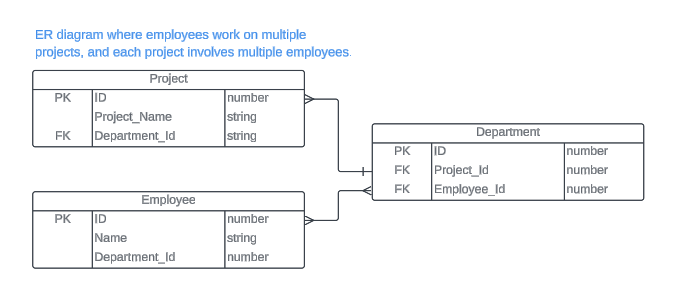 ER diagram where employees work on multiple
projects, and each project involves multiple employees.
Project
PK ID number
Project_Name string
FK Department_Id string
Department
PK ID number
FK Project_Id number
FK Employee_Id number
Employee
PK ID number
Name string
Department_Id number